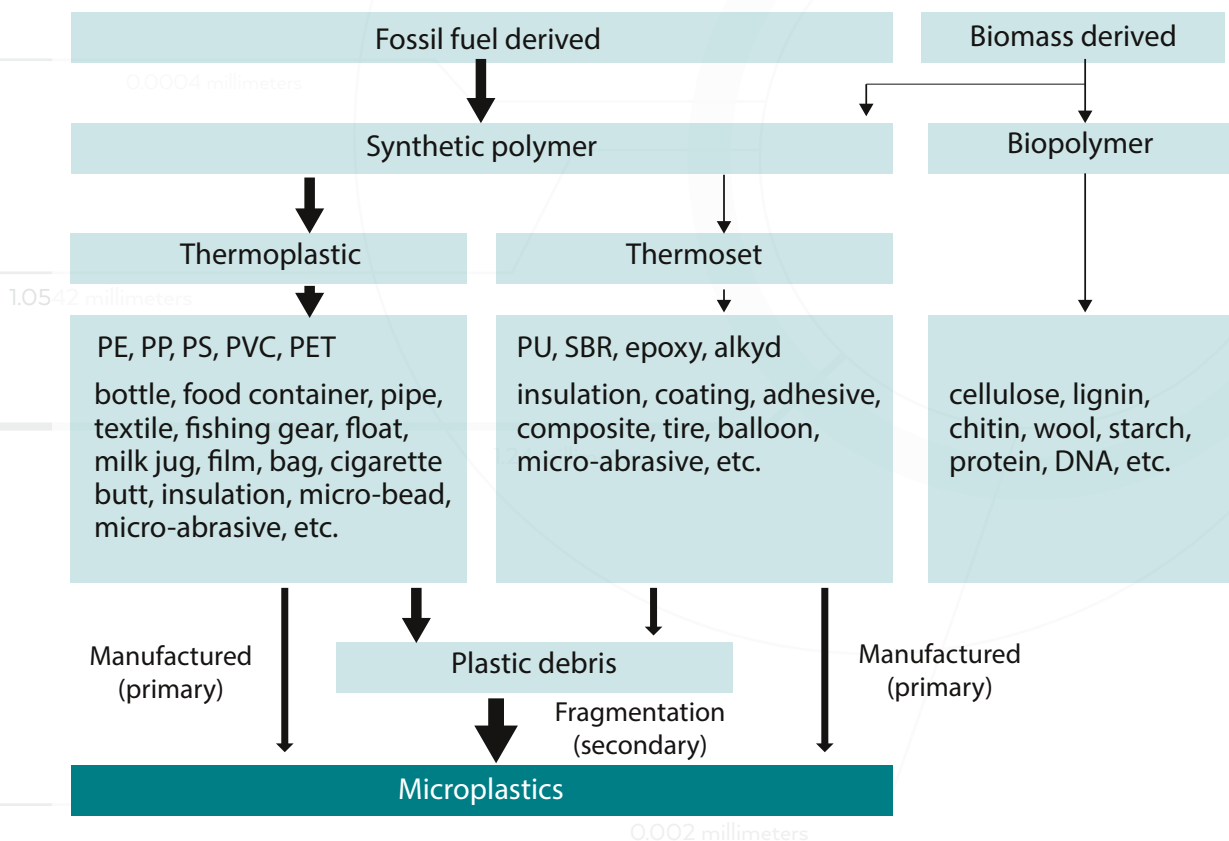 Fossil fuel derived
Biomass derived
0.0004 millimeters
Synthetic polymer
Biopolymer
Thermoplastic
Thermoset
1.0542 millimeters
PE, PP, PS, PVC, PET
bottle, food container, pipe,
textile, fishing gear, float,
milk jug, film, bag, cigarette
butt, insulation, micro-bead,
micro-abrasive, etc.
PU, SBR, epoxy, alkyd
insulation, coating, adhesive,
composite, tire, balloon,
micro-abrasive, etc.
cellulose, lignin,
chitin, wool, starch,
protein, DNA, etc.
Manufactured
(primary)
Plastic debris
Fragmentation
(secondary)
Manufactured
(primary)
Microplastics
0.002 millimeters